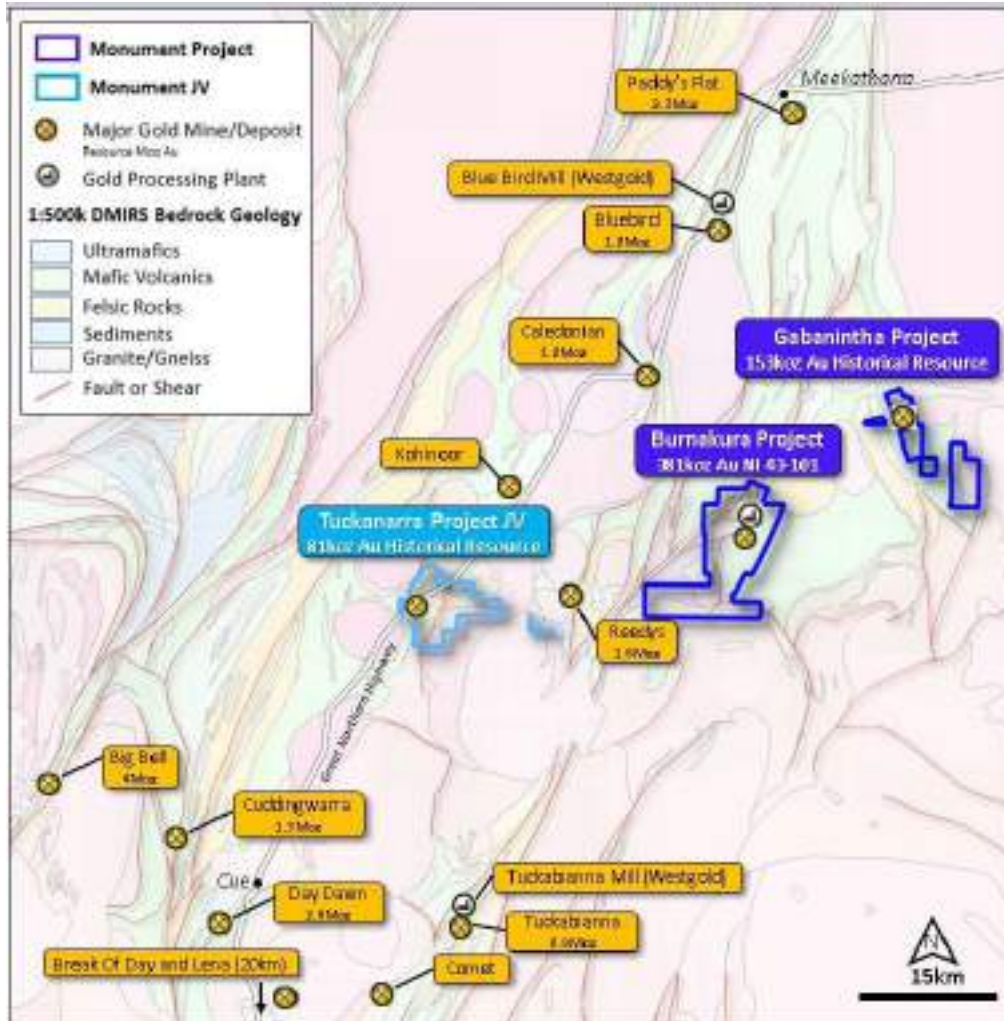 Monument Project
Monument JV
Major Gold Mine/Deposit
Resource Moz Au
Gold Processing Plant
1:500k DMIRS Bedrock Geology
Ultramafics
Mafic Volcanics
Felsic Rocks
Sediments
Granite/Gneiss
Fault or Shear
Paddy's Flat
Meekatharra
Blue Bird Mill (Westgold)
Bluebird
Caledonian
Gabanintha Project
153koz Au Historical Resource
Kohinoor
Burnakura Project
381koz Au NI 43-101
Tuckanarra Project JV
81koz Au Historical Resource
Reedys
Great Northern Highway
Big Bell
4Moz
Cuddingwarra
Cue
Day Dawn
Tuckabianna Mill (Westgold)
Tuckabianna
Break Of Day and Lena (20km)
Comet
N
15km